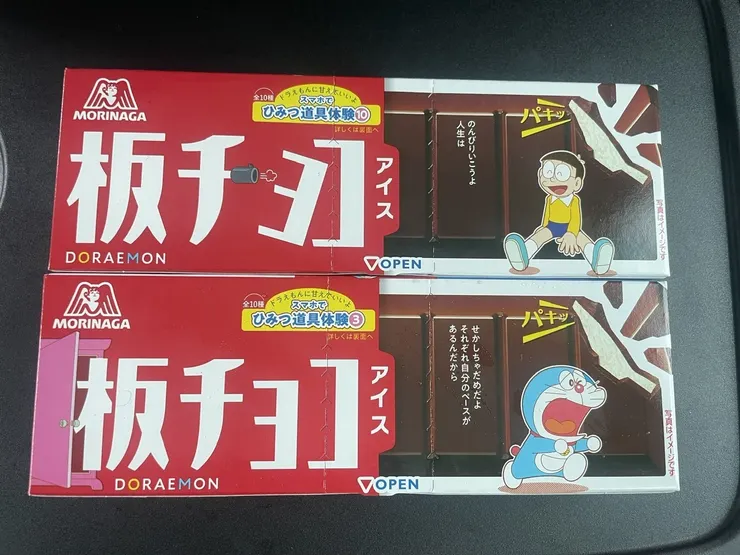 MORINAGA
全10種
ドラえもんに甘えていいよ
スマホで
ひみつ道具体験10
詳しくは裏面へ
板チョコ
アイス
DORAEMON
OPEN
のんびりいこうよ
人生は
パキッ
写真はイメージです
MORINAGA
全10種
ドラえもんに甘えたいよ
スマホで
ひみつ道具体験3
詳しくは裏面へ
板チョコ
アイス
DORAEMON
OPEN
せかしちゃだめだよ
それぞれ自分のペースが
あるんだから
パキッ
写真はイメージです